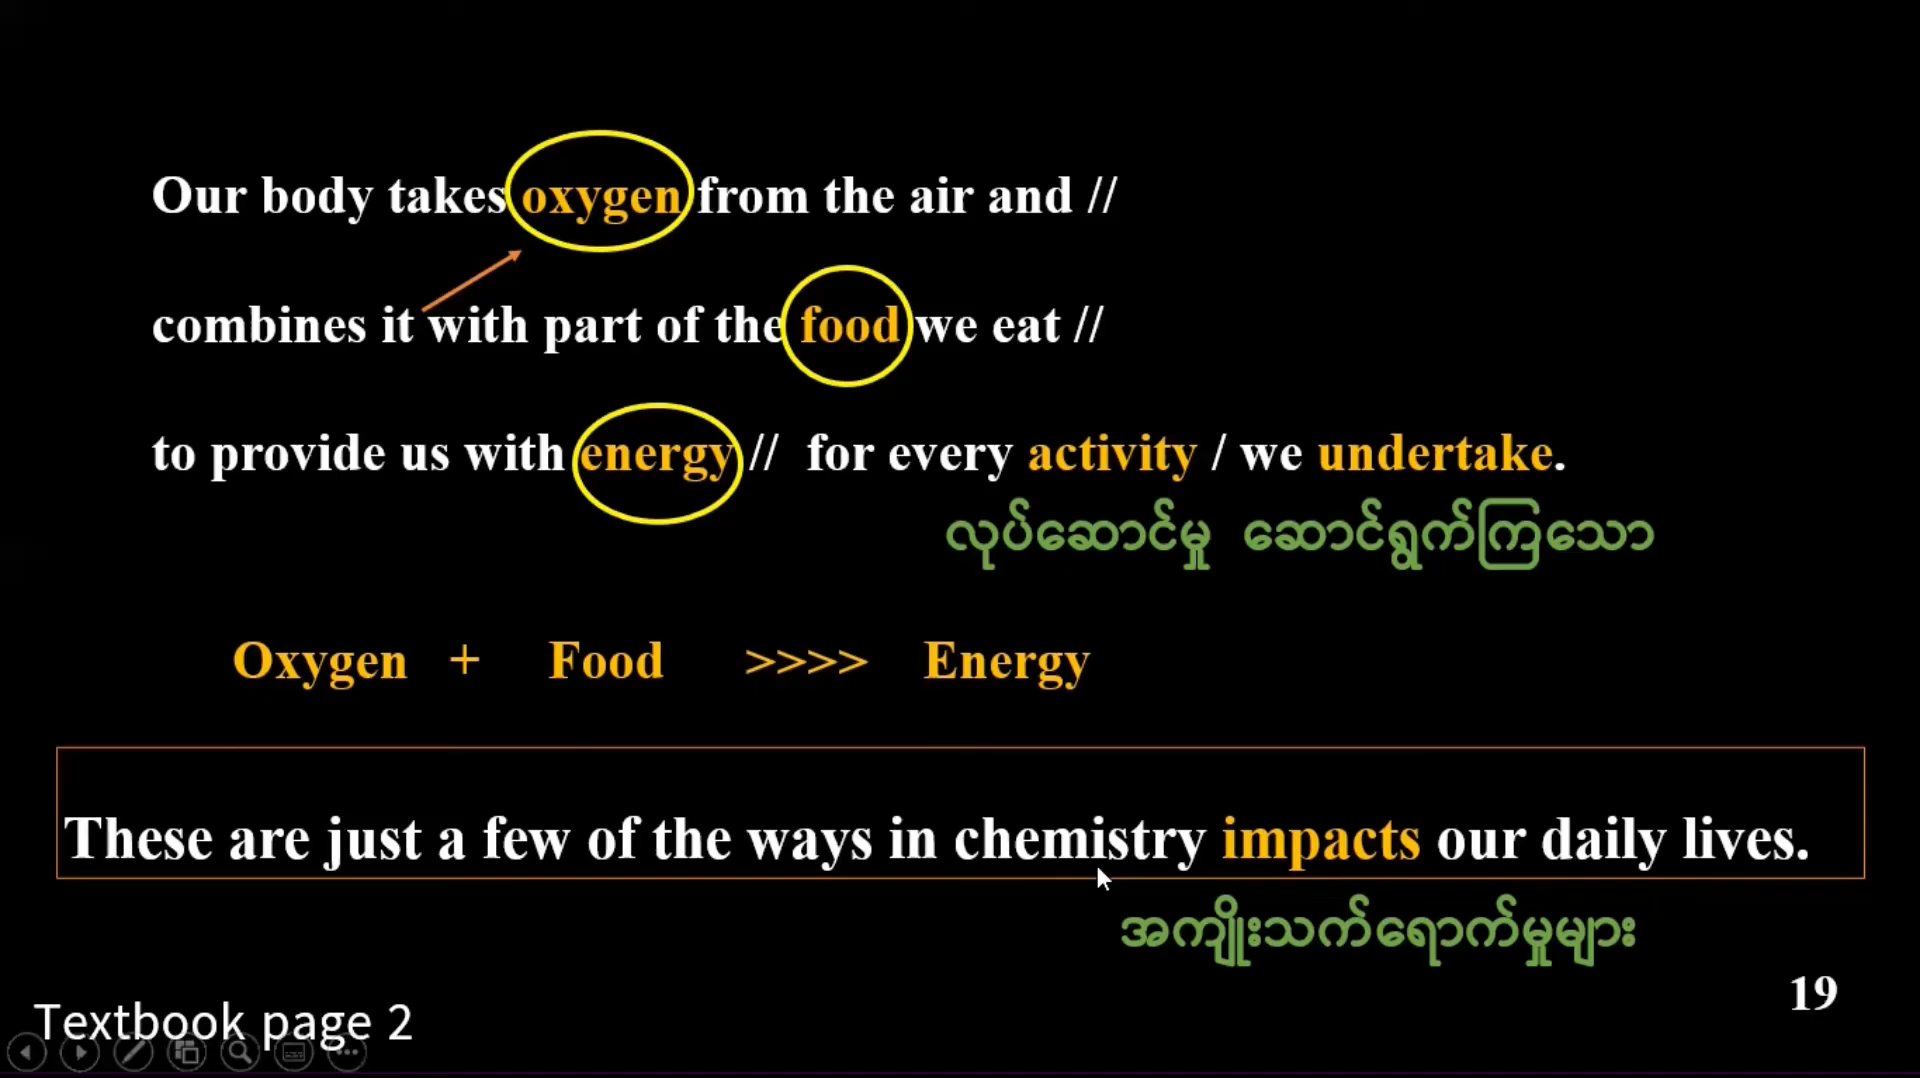 Our body takes oxygen from the air and //
combines it with part of the food we eat //
to provide us with energy // for every activity / we undertake.
လုပ်ဆောင်မှု ဆောင်ရွက်ကြသော
Oxygen + Food >>>> Energy
These are just a few of the ways in chemistry impacts our daily lives.
အကျိုးသက်ရောက်မှုများ
19
Textbook page 2